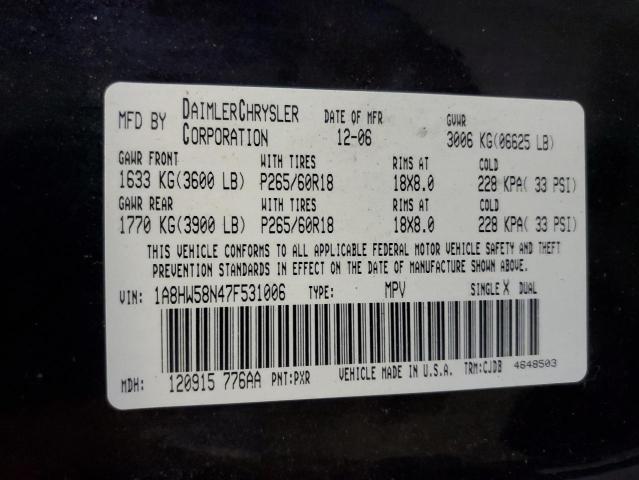 MFD BY DAIMLERCHRYSLER CORPORATION DATE OF MFR 12-06 GVWR 3006 KG(06625 LB)
GAWR FRONT WITH TIRES RIMS AT COLD
1633 KG(3600 LB) P265/60R18 18X8.0 228 KPA( 33 PSI)
GAWR REAR WITH TIRES RIMS AT COLD
1770 KG(3900 LB) P265/60R18 18X8.0 228 KPA( 33 PSI)
THIS VEHICLE CONFORMS TO ALL APPLICABLE FEDERAL MOTOR VEHICLE SAFETY AND THEFT
PREVENTION STANDARDS IN EFFECT ON THE DATE OF MANUFACTURE SHOWN ABOVE.
VIN: 1A8HW58N47F531006 TYPE: MPV SINGLE X DUAL
MDH: 120915 776AA PNT:PXR VEHICLE MADE IN U.S.A. TRM:CJDB 4648503